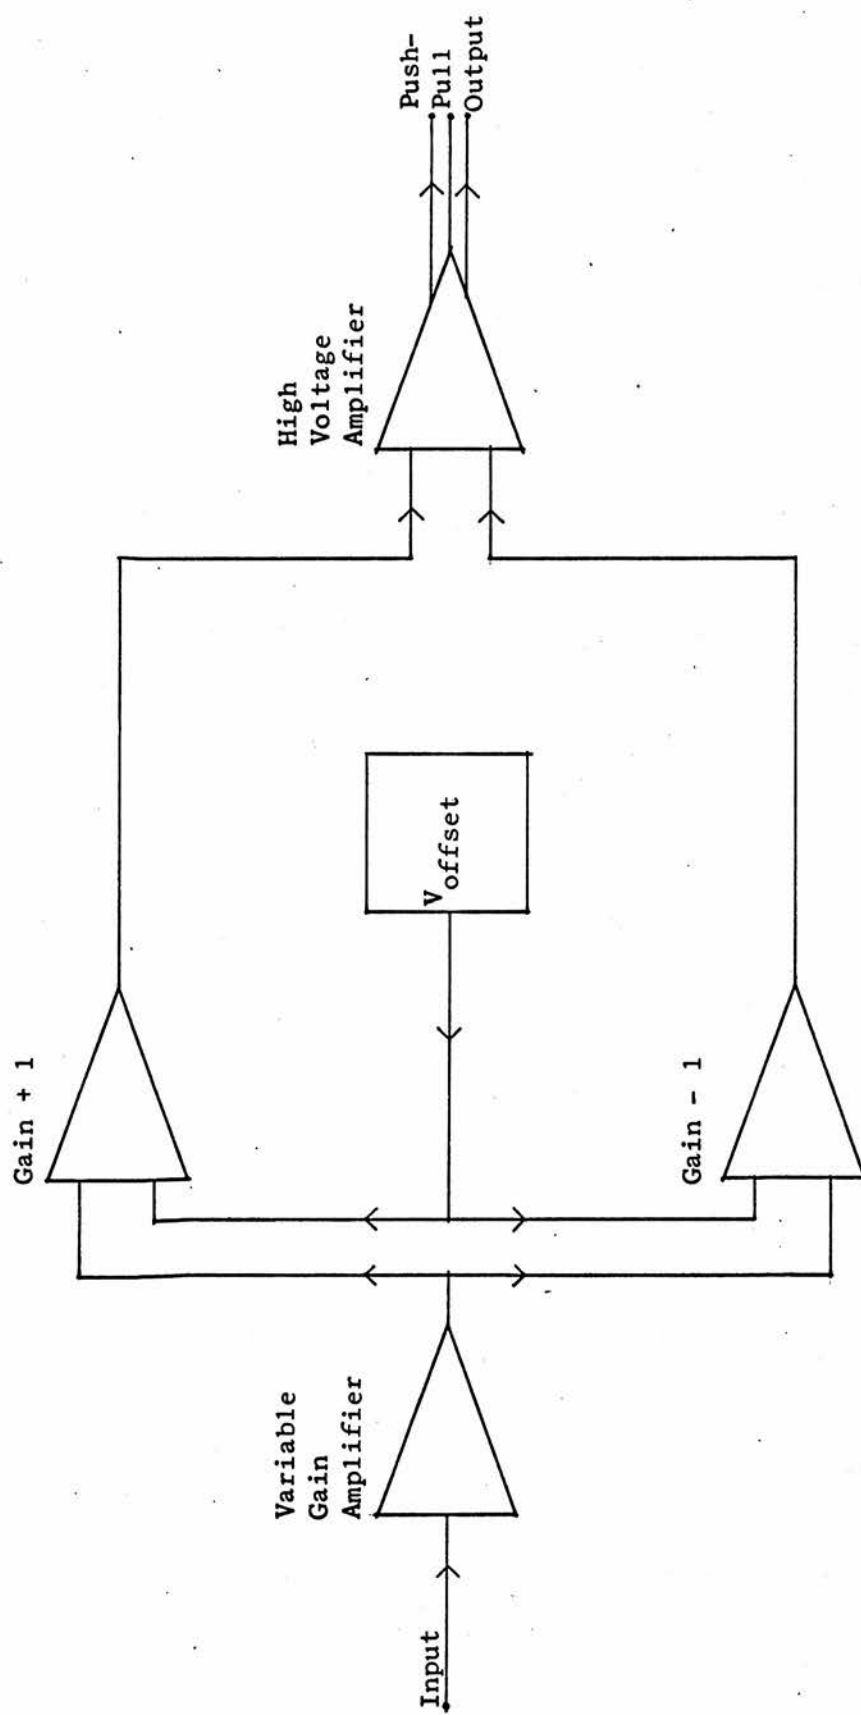 Input
Variable
Gain
Amplifier
Gain + 1
Gain - 1
Voffset
High
Voltage
Amplifier
Push-
Pull
Output